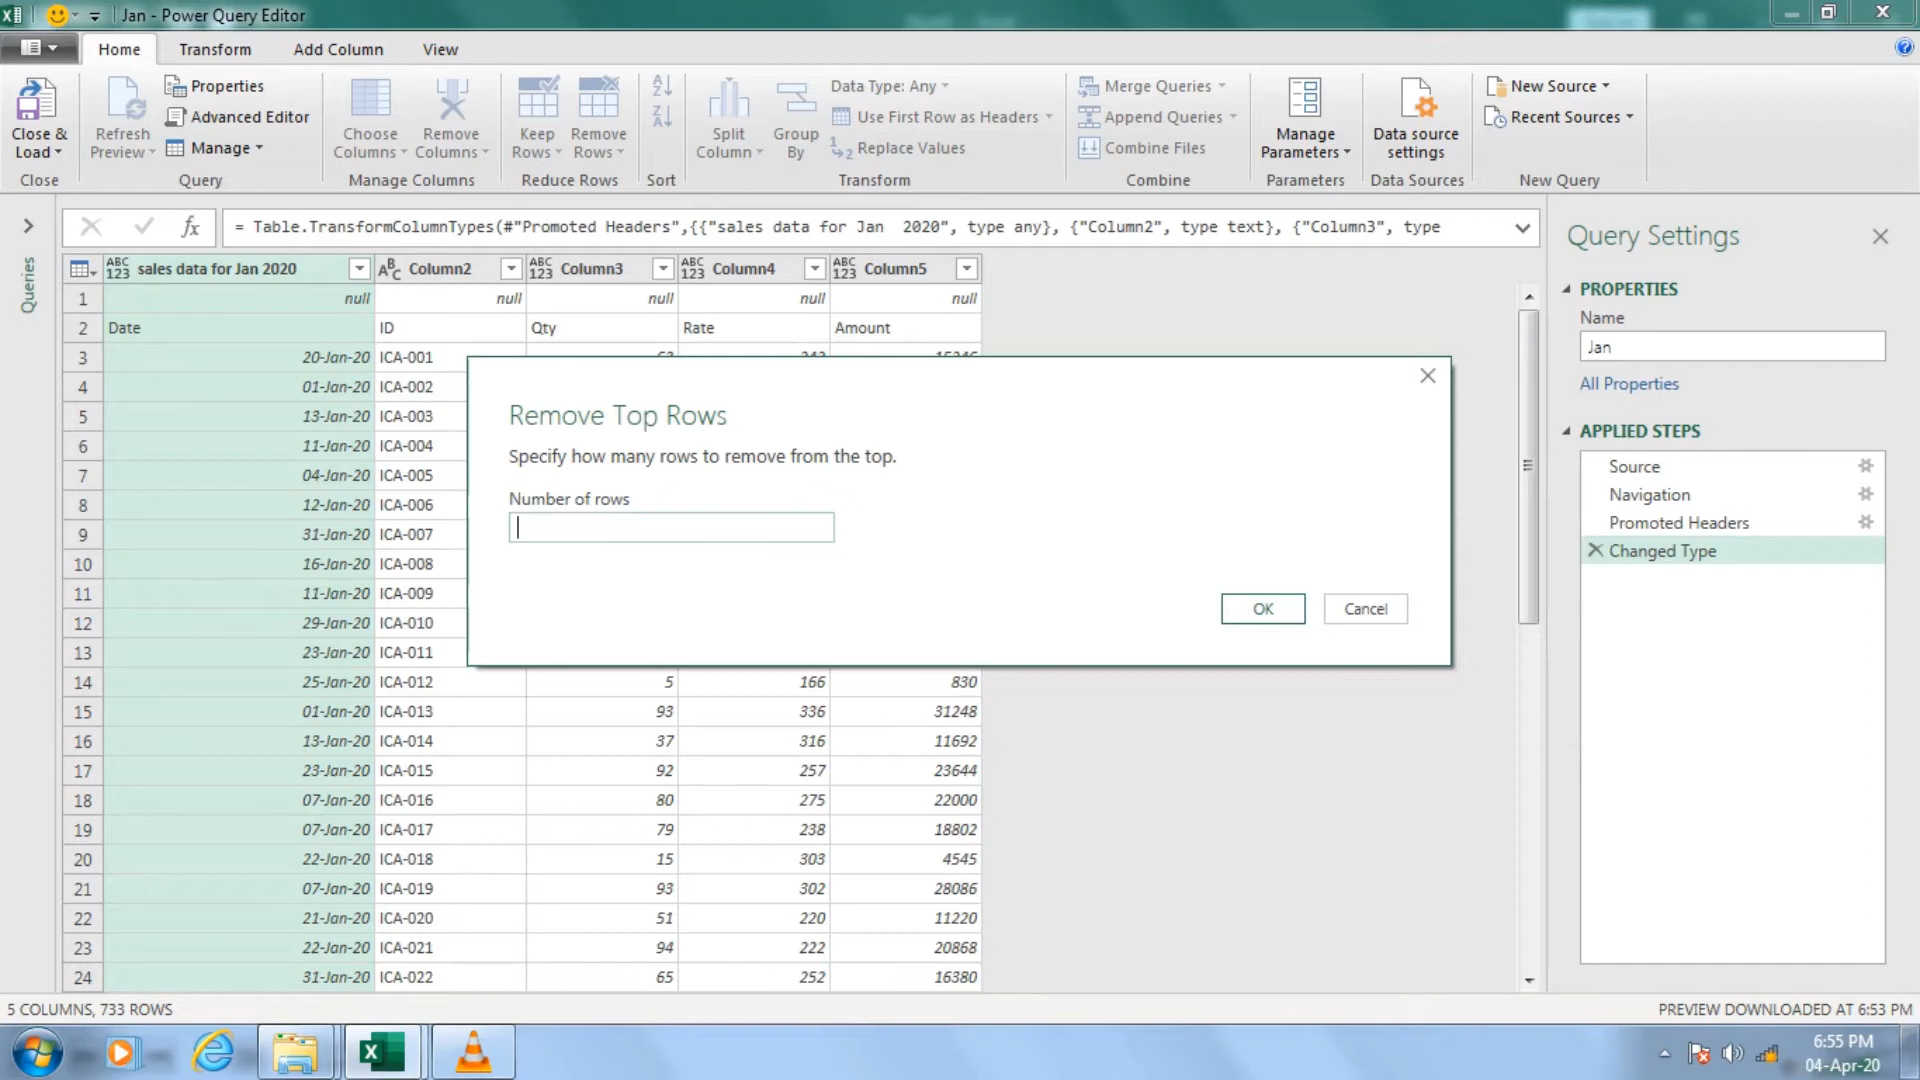 Jan - Power Query Editor
Home Transform Add Column View
Close & Load
Close
Refresh Preview
Properties
Advanced Editor
Manage
Query
Choose Columns
Remove Columns
Manage Columns
Keep Rows
Remove Rows
Reduce Rows
Sort
Split Column
Group By
Data Type: Any
Use First Row as Headers
Replace Values
Transform
Merge Queries
Append Queries
Combine Files
Combine
Manage Parameters
Parameters
Data source settings
Data Sources
New Source
Recent Sources
New Query
Queries
fx = Table.TransformColumnTypes(#"Promoted Headers",{{"sales data for Jan  2020", type any}, {"Column2", type text}, {"Column3", type
ABC 123 sales data for Jan 2020 ABC Column2 ABC 123 Column3 ABC 123 Column4 ABC 123 Column5
1 null null null null null
2 Date ID Qty Rate Amount
3 20-Jan-20 ICA-001
4 01-Jan-20 ICA-002
5 13-Jan-20 ICA-003
6 11-Jan-20 ICA-004
7 04-Jan-20 ICA-005
8 12-Jan-20 ICA-006
9 31-Jan-20 ICA-007
10 16-Jan-20 ICA-008
11 11-Jan-20 ICA-009
12 29-Jan-20 ICA-010
13 23-Jan-20 ICA-011
14 25-Jan-20 ICA-012 5 166 830
15 01-Jan-20 ICA-013 93 336 31248
16 13-Jan-20 ICA-014 37 316 11692
17 23-Jan-20 ICA-015 92 257 23644
18 07-Jan-20 ICA-016 80 275 22000
19 07-Jan-20 ICA-017 79 238 18802
20 22-Jan-20 ICA-018 15 303 4545
21 07-Jan-20 ICA-019 93 302 28086
22 21-Jan-20 ICA-020 51 220 11220
23 22-Jan-20 ICA-021 94 222 20868
24 31-Jan-20 ICA-022 65 252 16380
Remove Top Rows
Specify how many rows to remove from the top.
Number of rows
OK Cancel
Query Settings
PROPERTIES
Name
Jan
All Properties
APPLIED STEPS
Source
Navigation
Promoted Headers
Changed Type
5 COLUMNS, 733 ROWS
PREVIEW DOWNLOADED AT 6:53 PM
6:55 PM
04-Apr-20